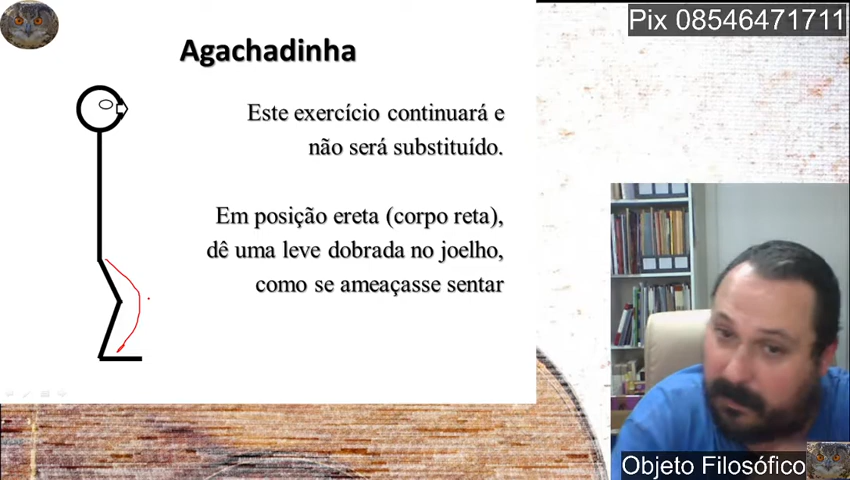 Pix 08546471711
Agachadinha
Este exercício continuará e
não será substituído.
Em posição ereta (corpo reta),
dê uma leve dobrada no joelho,
como se ameaçasse sentar
Objeto Filosófico